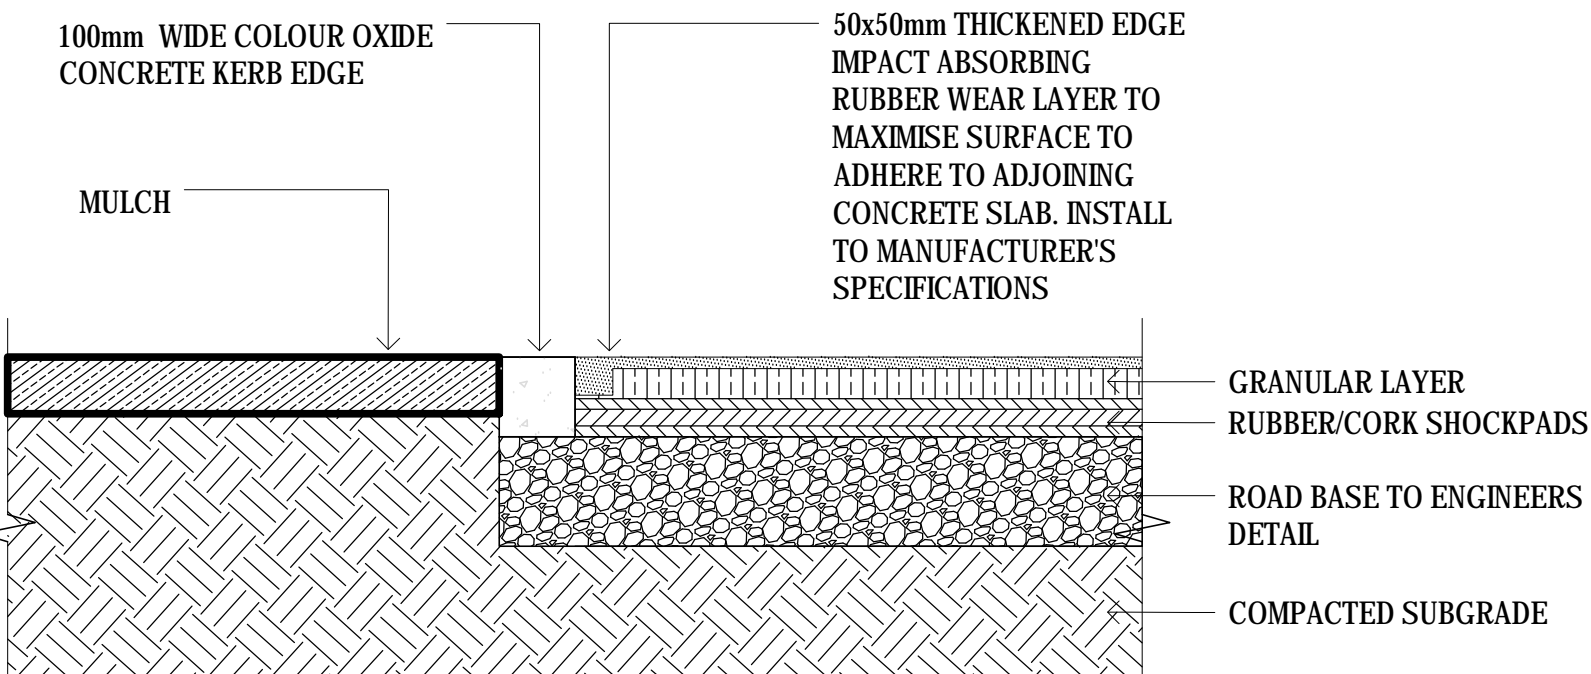 100mm WIDE COLOUR OXIDE
CONCRETE KERB EDGE
MULCH
50x50mm THICKENED EDGE
IMPACT ABSORBING
RUBBER WEAR LAYER TO
MAXIMISE SURFACE TO
ADHERE TO ADJOINING
CONCRETE SLAB. INSTALL
TO MANUFACTURER'S
SPECIFICATIONS
GRANULAR LAYER
RUBBER/CORK SHOCKPADS
ROAD BASE TO ENGINEERS
DETAIL
COMPACTED SUBGRADE